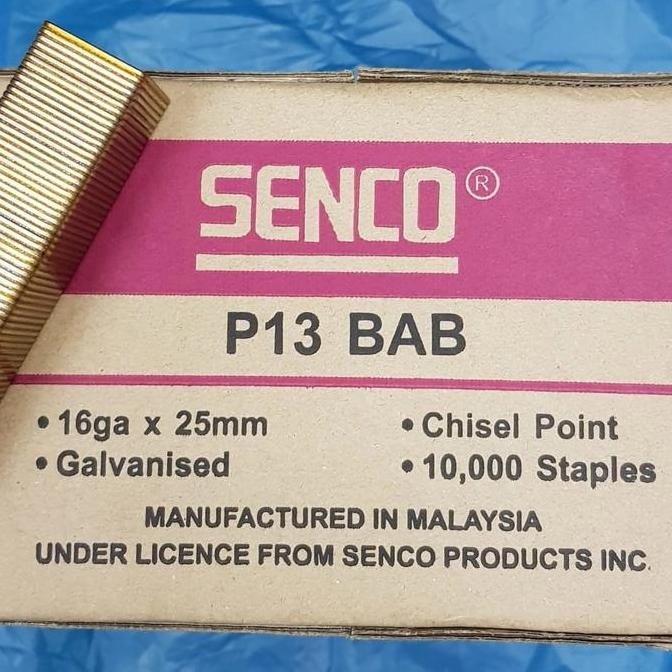 SENCO®
P13 BAB
• 16ga x 25mm • Chisel Point
• Galvanised • 10,000 Staples
MANUFACTURED IN MALAYSIA
UNDER LICENCE FROM SENCO PRODUCTS INC.